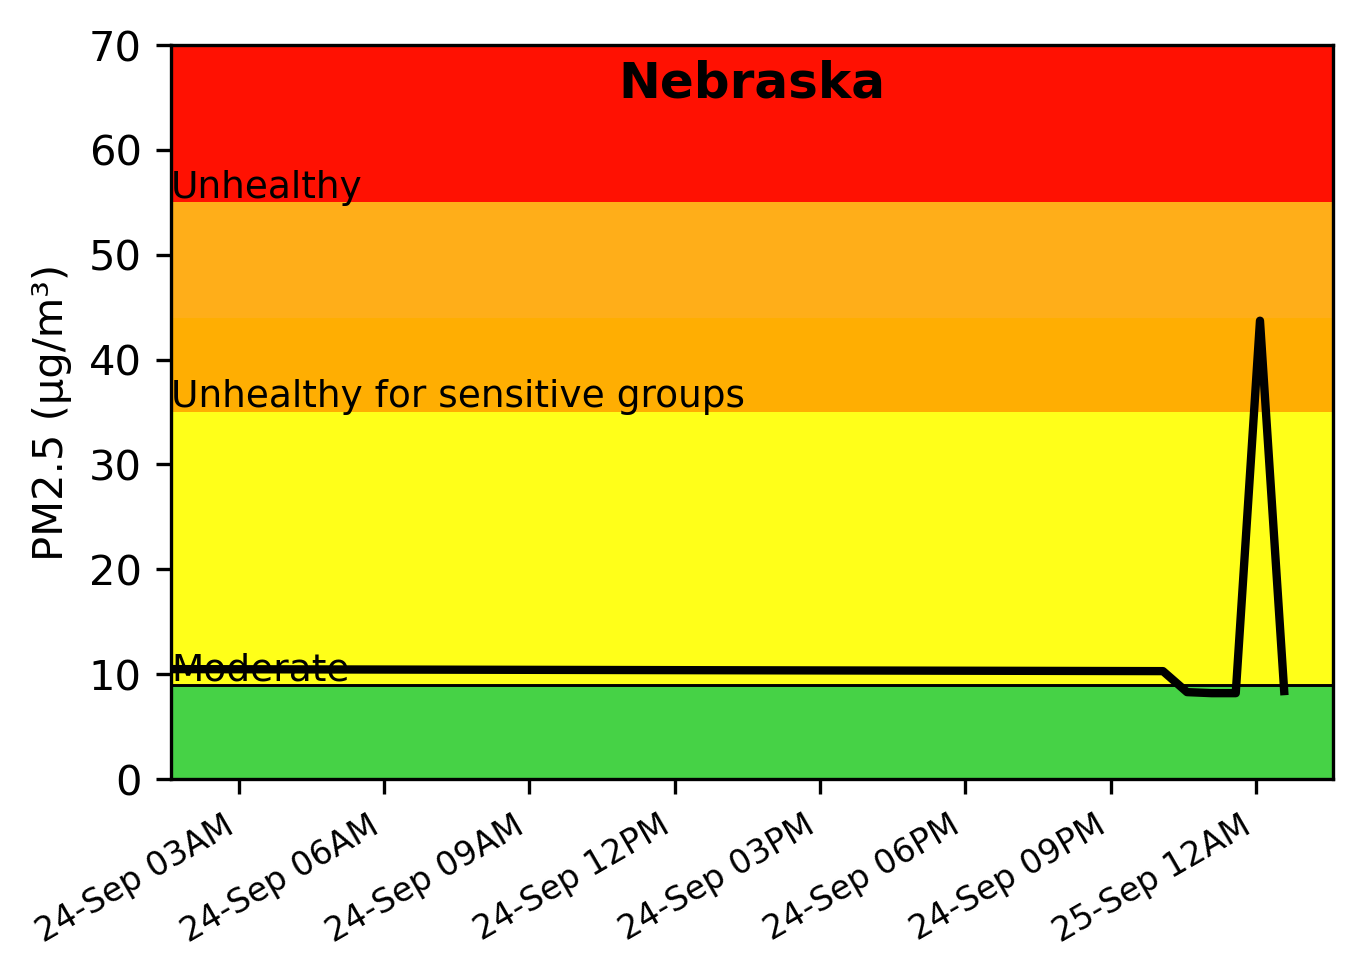 Nebraska
70
60
50
40
30
20
10
0
PM2.5 (µg/m³)
Unhealthy
Unhealthy for sensitive groups
Moderate
24-Sep 03AM
24-Sep 06AM
24-Sep 09AM
24-Sep 12PM
24-Sep 03PM
24-Sep 06PM
24-Sep 09PM
25-Sep 12AM